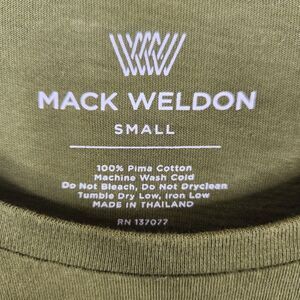 MACK WELDON
SMALL
100% Pima Cotton
Machine Wash Cold
Do Not Bleach, Do Not Dryclean
Tumble Dry Low, Iron Low
MADE IN THAILAND
RN 137077